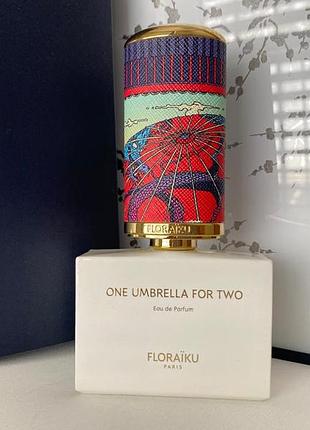 FLORAÏKU
ONE UMBRELLA FOR TWO
Eau de Parfum
FLORAÏKU
PARIS